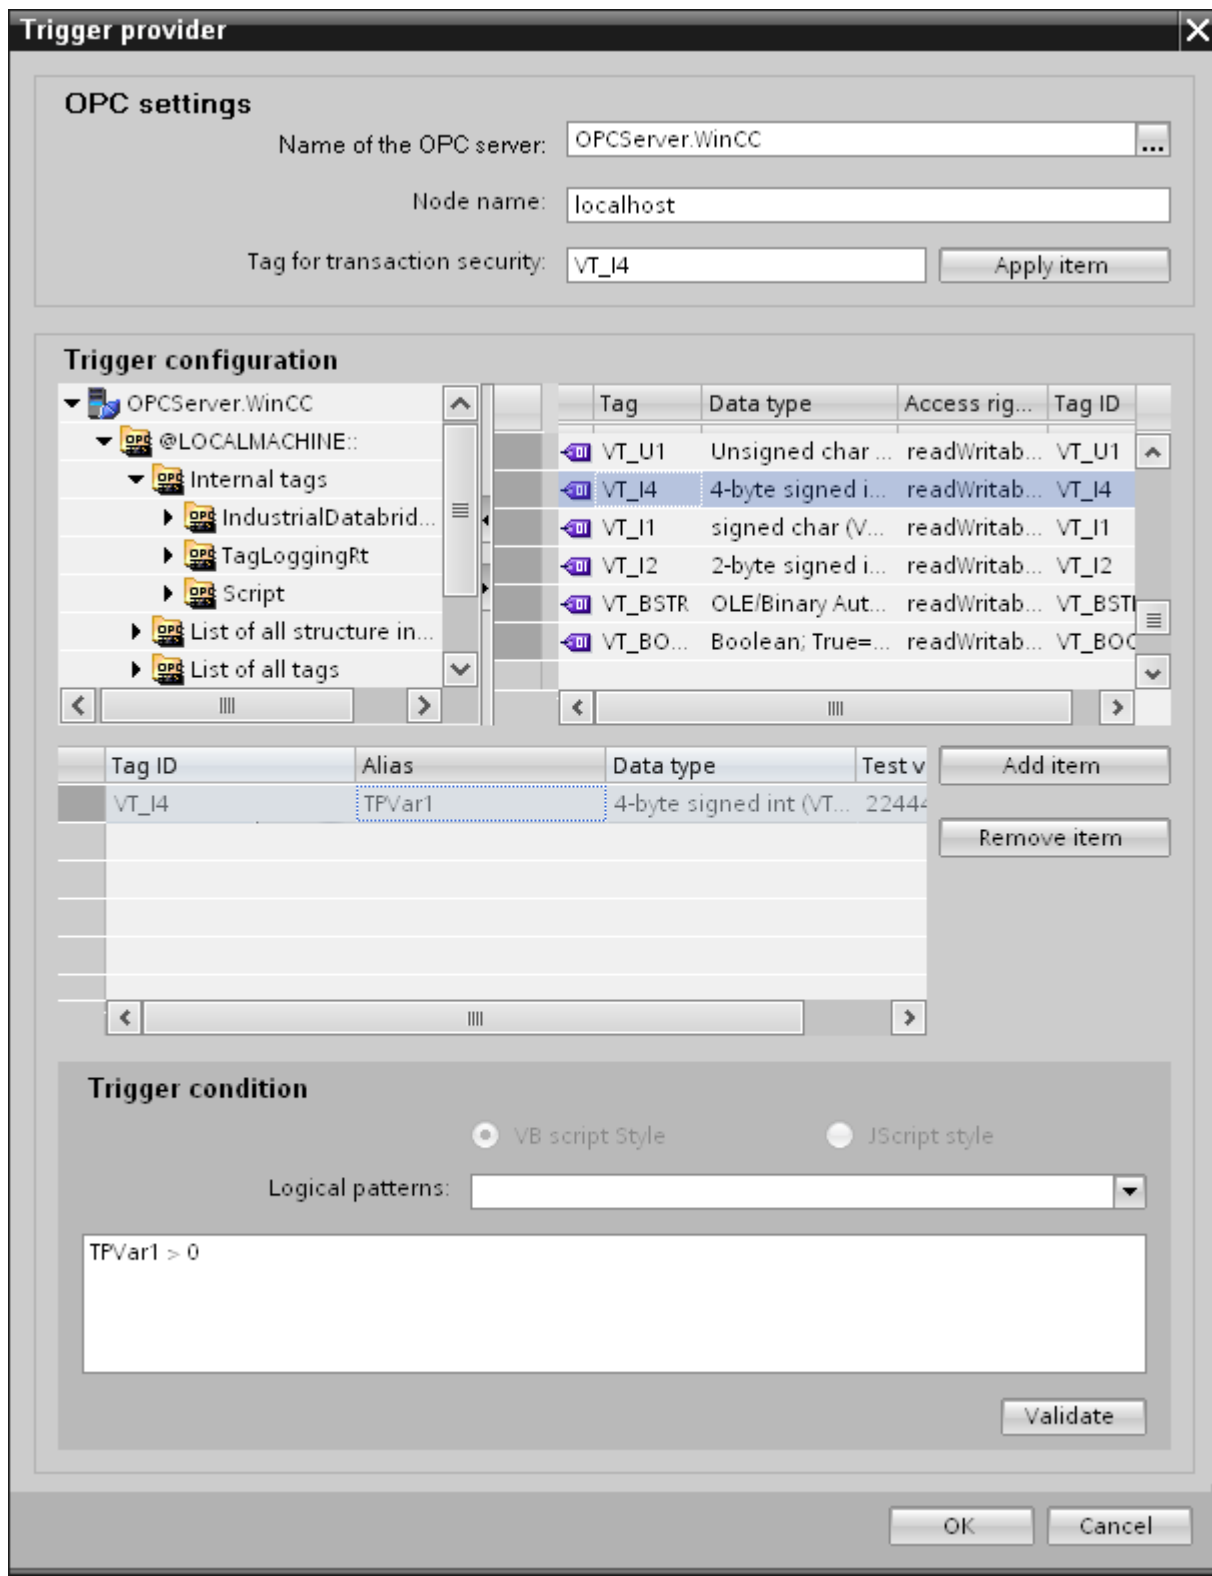 Trigger provider
OPC settings
Name of the OPC server: OPCServer.WinCC ...
Node name: localhost
Tag for transaction security: VT_I4 Apply item
Trigger configuration
OPCServer.WinCC
@LOCALMACHINE::
Internal tags
IndustrialDatabrid...
TagLoggingRt
Script
List of all structure in...
List of all tags
Tag Data type Access rig... Tag ID
VT_U1 Unsigned char ... readWritab... VT_U1
VT_I4 4-byte signed i... readWritab... VT_I4
VT_I1 signed char (V... readWritab... VT_I1
VT_I2 2-byte signed i... readWritab... VT_I2
VT_BSTR OLE/Binary Aut... readWritab... VT_BST
VT_BO... Boolean; True=... readWritab... VT_BOO
Tag ID Alias Data type Test v
VT_I4 TPVar1 4-byte signed int (VT... 22444
Add item
Remove item
Trigger condition
VB script Style JScript style
Logical patterns:
TPVar1 > 0
Validate
OK Cancel